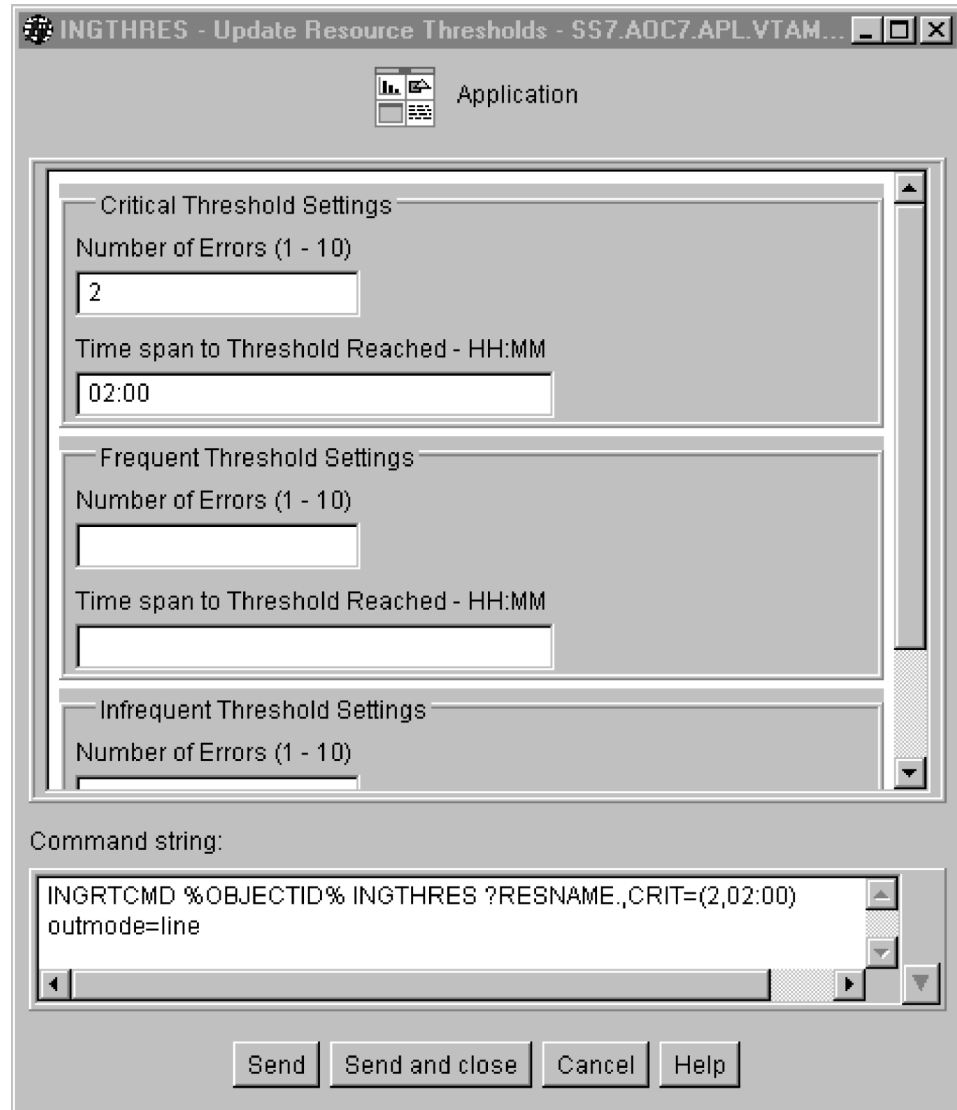 INGTHRES - Update Resource Thresholds - SS7.AOC7.APL.VTAM...
Application
Critical Threshold Settings
Number of Errors (1 - 10)
2
Time span to Threshold Reached - HH:MM
02:00
Frequent Threshold Settings
Number of Errors (1 - 10)
Time span to Threshold Reached - HH:MM
Infrequent Threshold Settings
Number of Errors (1 - 10)
Command string:
INGRTCMD %OBJECTID% INGTHRES ?RESNAME.,CRIT=(2,02:00)
outmode=line
Send
Send and close
Cancel
Help